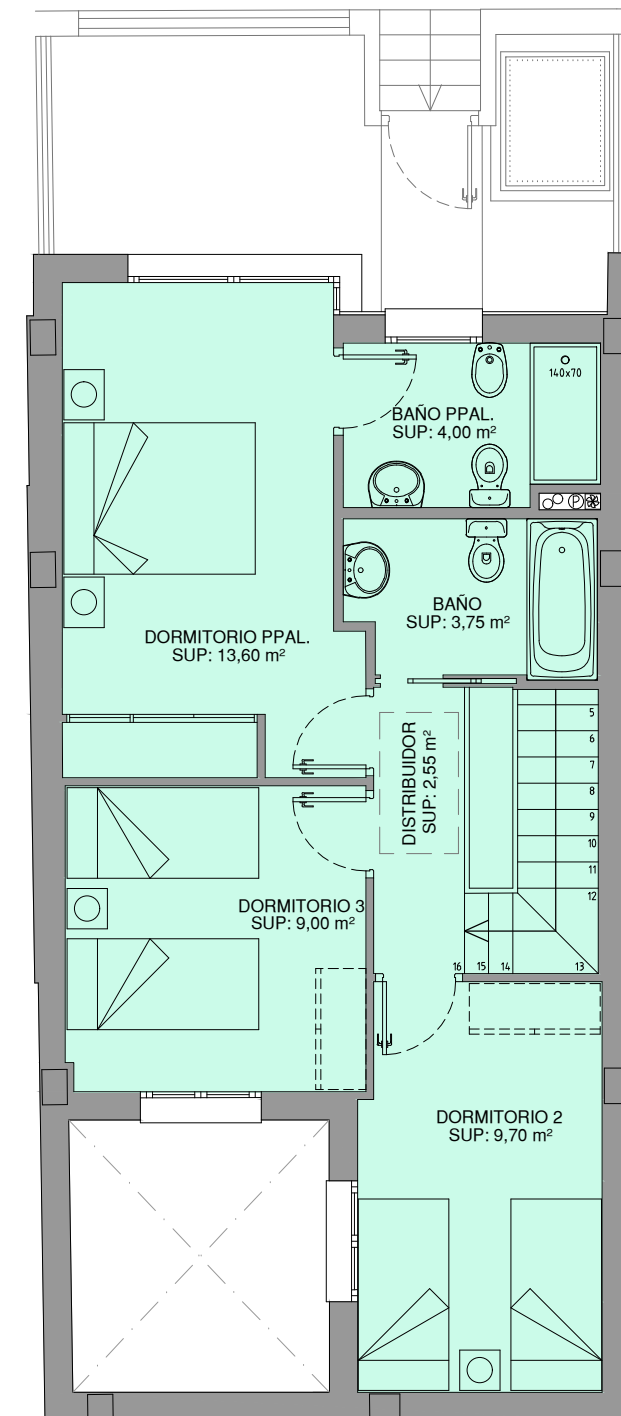 140x70
BAÑO PPAL.
SUP: 4,00 m²
P
BAÑO
SUP: 3,75 m²
DORMITORIO PPAL.
SUP: 13,60 m²
DISTRIBUIDOR
SUP: 2,55 m²
5
6
7
8
9
10
11
12
13
14
15
16
DORMITORIO 3
SUP: 9,00 m²
DORMITORIO 2
SUP: 9,70 m²